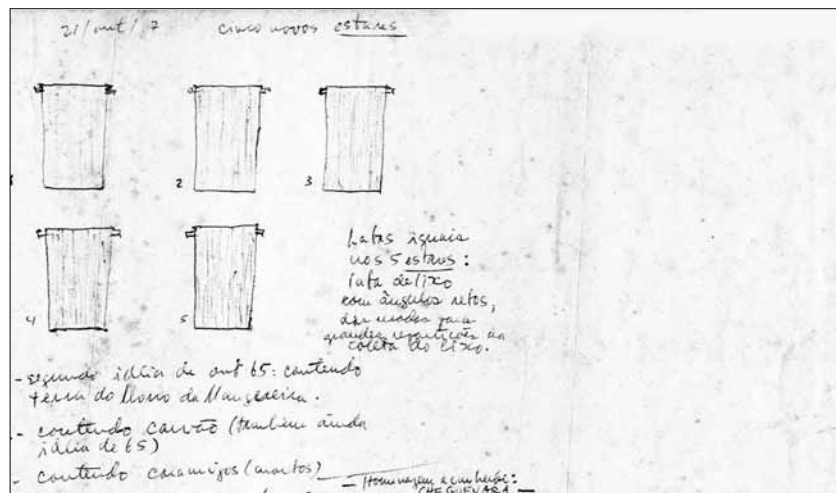 21/out/ 7 cinco novos estares
2
3
4
5
Latas iguais
nos 5 estares:
lata de lixo
com ângulos retos,
das usadas para
grandes repartições na
coleta do lixo.
- segundo idéia de out 65: contendo
terra do Morro da Mangueira.
- contendo carvão (também ainda
idéia de 65)
- contendo caramujos (mortos)
- Homenagem a um herói:
CHE GUEVARA -